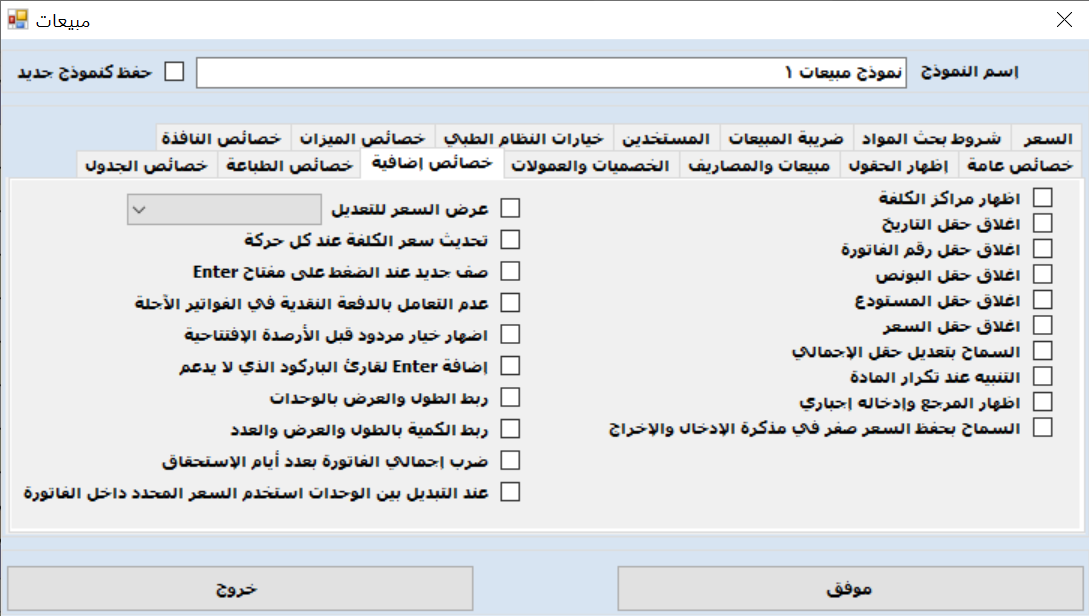 مبيعات
إسم النموذج نموذج مبيعات ١ حفظ كنموذج جديد
السعر شروط بحث المواد ضريبة المبيعات المستخدين خيارات النظام الطبي خصائص الميزان خصائص النافذة
خصائص عامة إظهار الحقول مبيعات والمصاريف الخصميات والعمولات خصائص إضافية خصائص الطباعة خصائص الجدول
اظهار مراكز الكلفة
اغلاق حقل التاريخ
اغلاق حقل رقم الفاتورة
اغلاق حقل البونص
اغلاق حقل المستودع
اغلاق حقل السعر
السماح بتعديل حقل الإجمالي
التنبيه عند تكرار المادة
اظهار المرجع وإدخاله إجباري
السماح بحفظ السعر صفر في مذكرة الإدخال والإخراج
عرض السعر للتعديل
تحديث سعر الكلفة عند كل حركة
صف جديد عند الضغط على مفتاح Enter
عدم التعامل بالدفعة النقدية في الفواتير الآجلة
اضهار خيار مردود قبل الأرصدة الإفتتاحية
إضافة Enter لقارئ الباركود الذي لا يدعم
ربط الطول والعرض بالوحدات
ربط الكمية بالطول والعرض والعدد
ضرب إجمالي الفاتورة بعدد أيام الإستحقاق
عند التبديل بين الوحدات استخدم السعر المحدد داخل الفاتورة
موفق
خروج